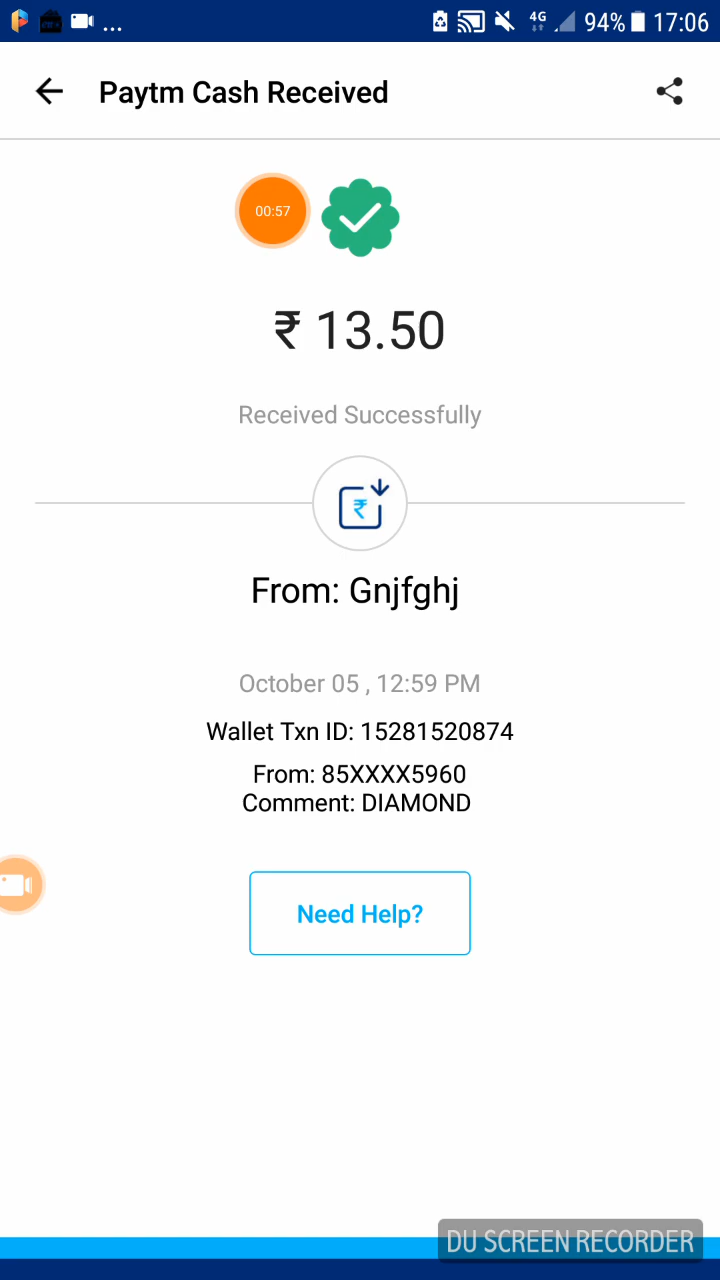 ... 4G 94% 17:06
Paytm Cash Received
00:57
₹ 13.50
Received Successfully
₹
From: Gnjfghj
October 05 , 12:59 PM
Wallet Txn ID: 15281520874
From: 85XXXX5960
Comment: DIAMOND
Need Help?
DU SCREEN RECORDER